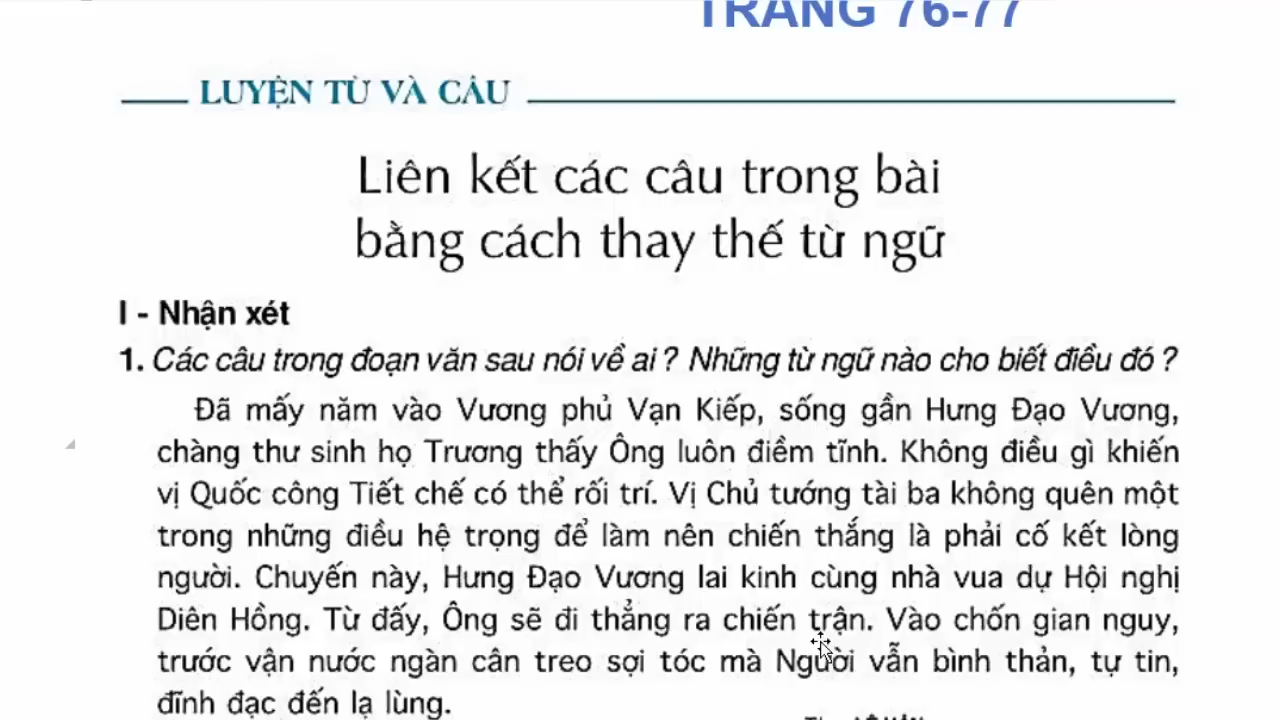 TRANG 76-77
LUYỆN TỪ VÀ CÂU
Liên kết các câu trong bài
bằng cách thay thế từ ngữ
I - Nhận xét
1. Các câu trong đoạn văn sau nói về ai ? Những từ ngữ nào cho biết điều đó ?
Đã mấy năm vào Vương phủ Vạn Kiếp, sống gần Hưng Đạo Vương,
chàng thư sinh họ Trương thấy Ông luôn điềm tĩnh. Không điều gì khiến
vị Quốc công Tiết chế có thể rối trí. Vị Chủ tướng tài ba không quên một
trong những điều hệ trọng để làm nên chiến thắng là phải cố kết lòng
người. Chuyến này, Hưng Đạo Vương lai kinh cùng nhà vua dự Hội nghị
Diên Hồng. Từ đấy, Ông sẽ đi thẳng ra chiến trận. Vào chốn gian nguy,
trước vận nước ngàn cân treo sợi tóc mà Người vẫn bình thản, tự tin,
đĩnh đạc đến lạ lùng.